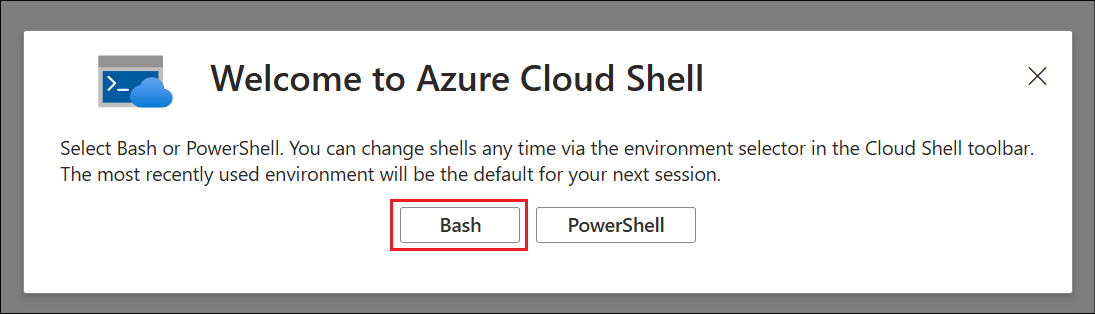 Welcome to Azure Cloud Shell
Select Bash or PowerShell. You can change shells any time via the environment selector in the Cloud Shell toolbar.
The most recently used environment will be the default for your next session.
Bash
PowerShell